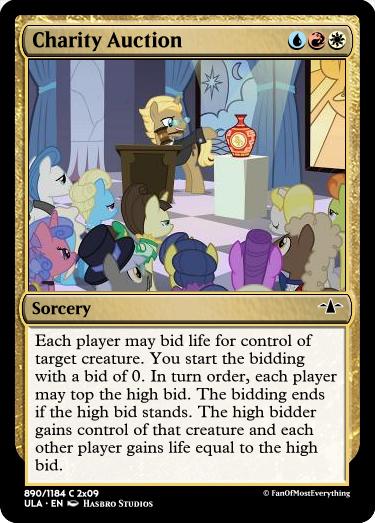 Charity Auction
Sorcery
Each player may bid life for control of
target creature. You start the bidding
with a bid of 0. In turn order, each player
may top the high bid. The bidding ends
if the high bid stands. The high bidder
gains control of that creature and each
other player gains life equal to the high
bid.
890/1184 C 2x09
ULA • EN Hasbro Studios
© FanOfMostEverything